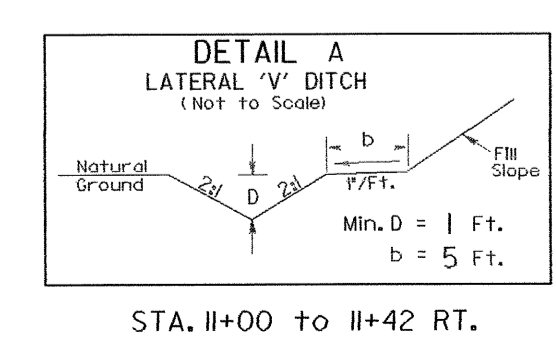 DETAIL A
LATERAL 'V' DITCH
(Not to Scale)
b
Natural
Ground
2:1
D
2:1
1"/Ft.
Fill
Slope
Min. D = 1 Ft.
b = 5 Ft.
STA. 11+00 to 11+42 RT.